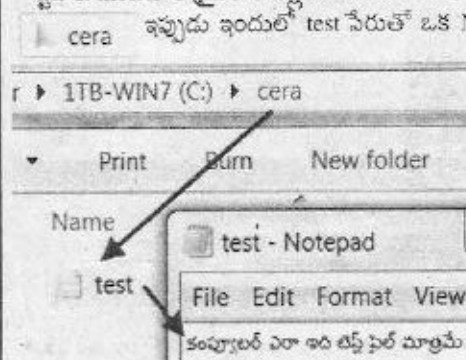 cera ఇప్పుడు ఇందులో test పేరుతో ఒక
1TB-WIN7 (C:) cera
Print Burn New folder
Name
test - Notepad
test
File Edit Format View
కంప్యూటర్ ఎరా ఇది టెస్ట్ ఫైల్ మాత్రమే